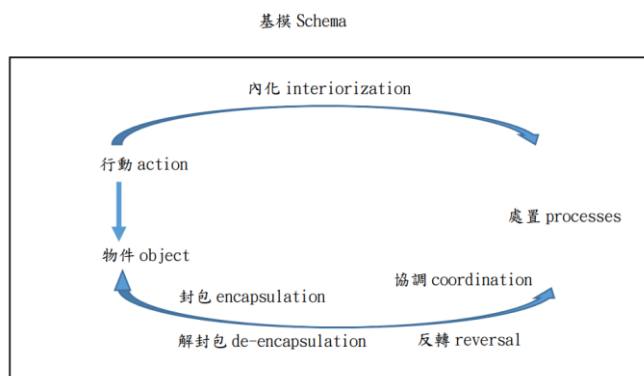 基模 Schema
內化 interiorization
行動 action
處置 processes
物件 object
協調 coordination
封包 encapsulation
解封包 de-encapsulation
反轉 reversal